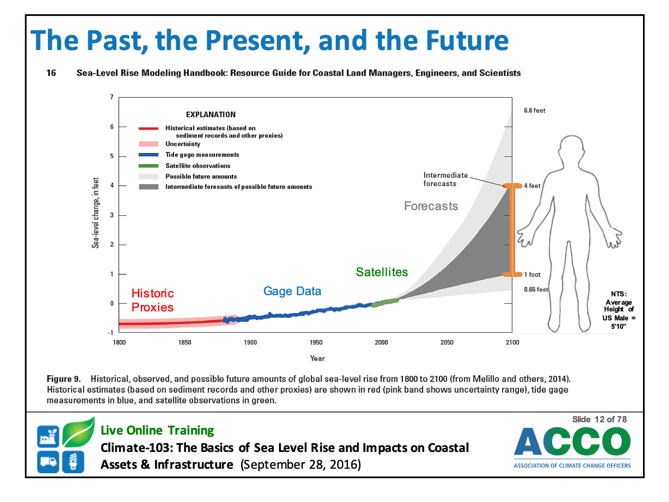 The Past, the Present, and the Future
16 Sea-Level Rise Modeling Handbook: Resource Guide for Coastal Land Managers, Engineers, and Scientists
7
6
5
4
3
2
1
0
-1
Sea-level change, in feet
EXPLANATION
Historical estimates (based on
sediment records and other proxies)
Uncertainty
Tide gage measurements
Satellite observations
Possible future amounts
Intermediate forecasts of possible future amounts
6.6 feet
Intermediate
forecasts
4 feet
Forecasts
Satellites
1 foot
Historic
Proxies
Gage Data
0.66 feet
NTS:
Average
Height of
US Male =
5'10"
1800 1850 1900 1950 2000 2050 2100
Year
Figure 9. Historical, observed, and possible future amounts of global sea-level rise from 1800 to 2100 (from Melillo and others, 2014).
Historical estimates (based on sediment records and other proxies) are shown in red (pink band shows uncertainty range), tide gage
measurements in blue, and satellite observations in green.
Slide 12 of 78
Live Online Training
Climate-103: The Basics of Sea Level Rise and Impacts on Coastal
Assets & Infrastructure (September 28, 2016)
ACCO
ASSOCIATION OF CLIMATE CHANGE OFFICERS